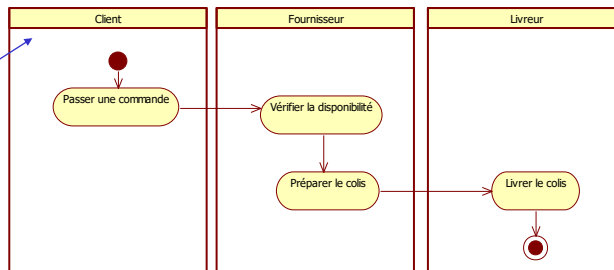 Client
Fournisseur
Livreur
Passer une commande
Vérifier la disponibilité
Préparer le colis
Livrer le colis